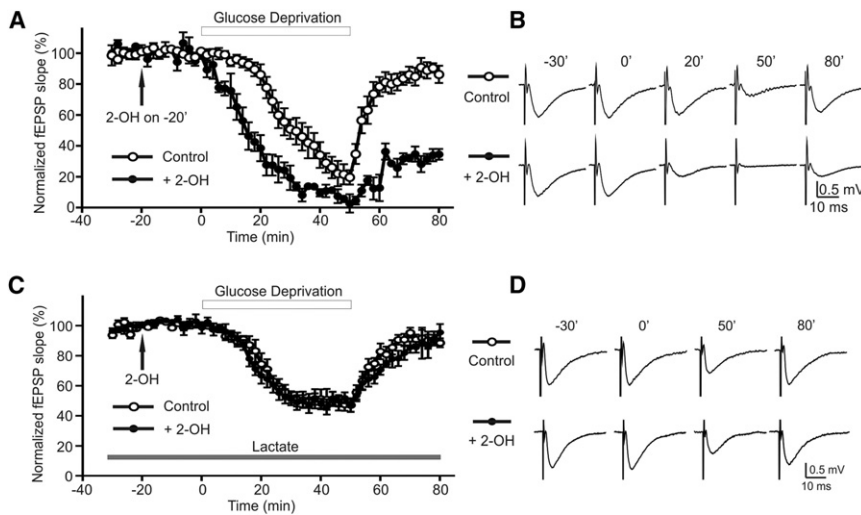 A
Glucose Deprivation
Normalized fEPSP slope (%)
100
80
60
40
20
0
2-OH on -20'
Control
+ 2-OH
-40 -20 0 20 40 60 80
Time (min)
B
-30' 0' 20' 50' 80'
Control
+ 2-OH
0.5 mV
10 ms
C
Glucose Deprivation
Normalized fEPSP slope (%)
100
80
60
40
20
0
2-OH
Control
+ 2-OH
Lactate
-40 -20 0 20 40 60 80
Time (min)
D
-30' 0' 50' 80'
Control
+ 2-OH
0.5 mV
10 ms